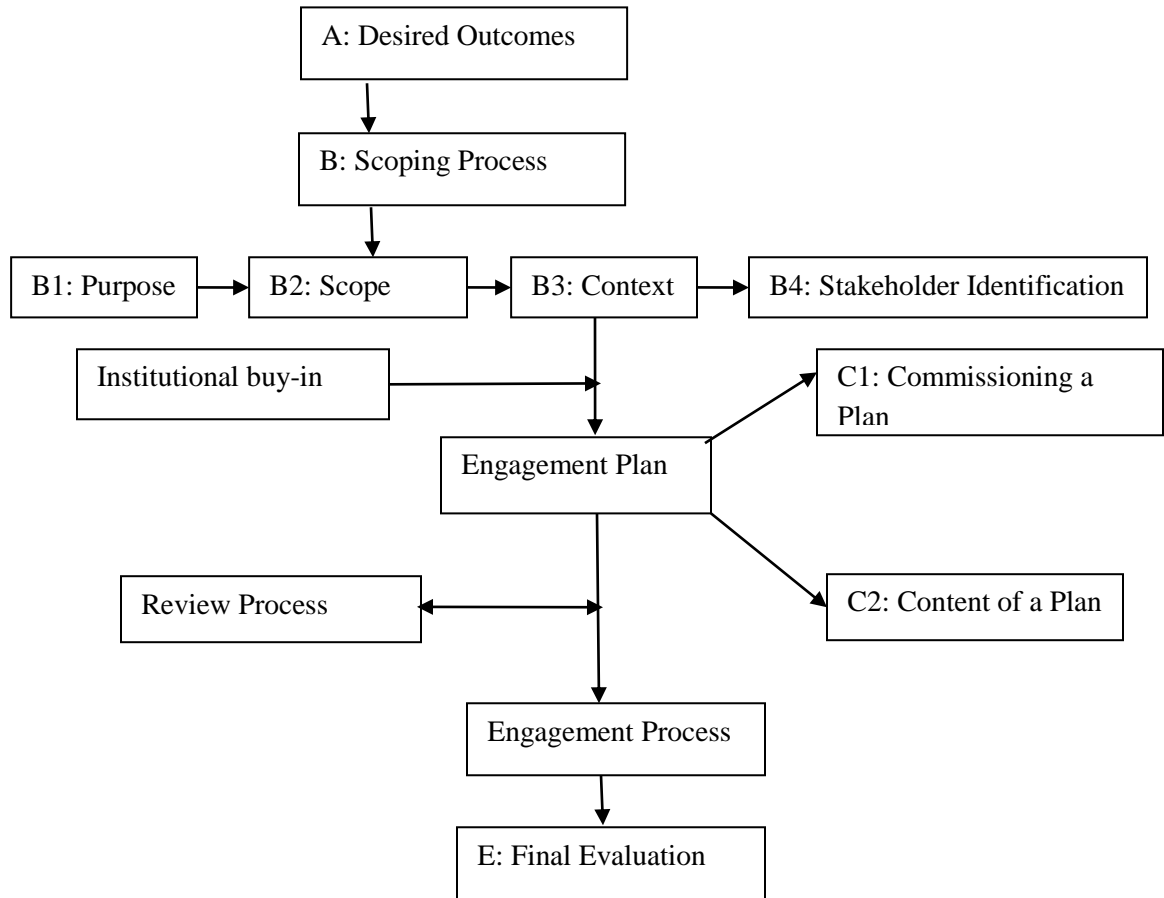 A: Desired Outcomes
B: Scoping Process
B1: Purpose
B2: Scope
B3: Context
B4: Stakeholder Identification
Institutional buy-in
C1: Commissioning a
Plan
Engagement Plan
Review Process
C2: Content of a Plan
Engagement Process
E: Final Evaluation